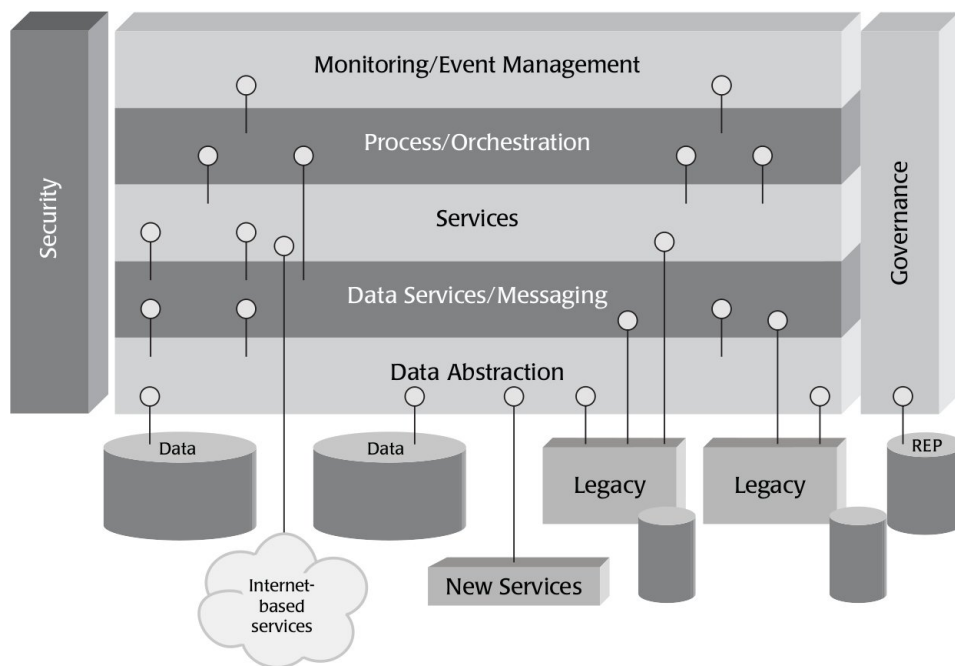 Monitoring/Event Management
Process/Orchestration
Services
Data Services/Messaging
Data Abstraction
Security
Governance
Data
Data
Legacy
Legacy
REP
Internet-
based
services
New Services